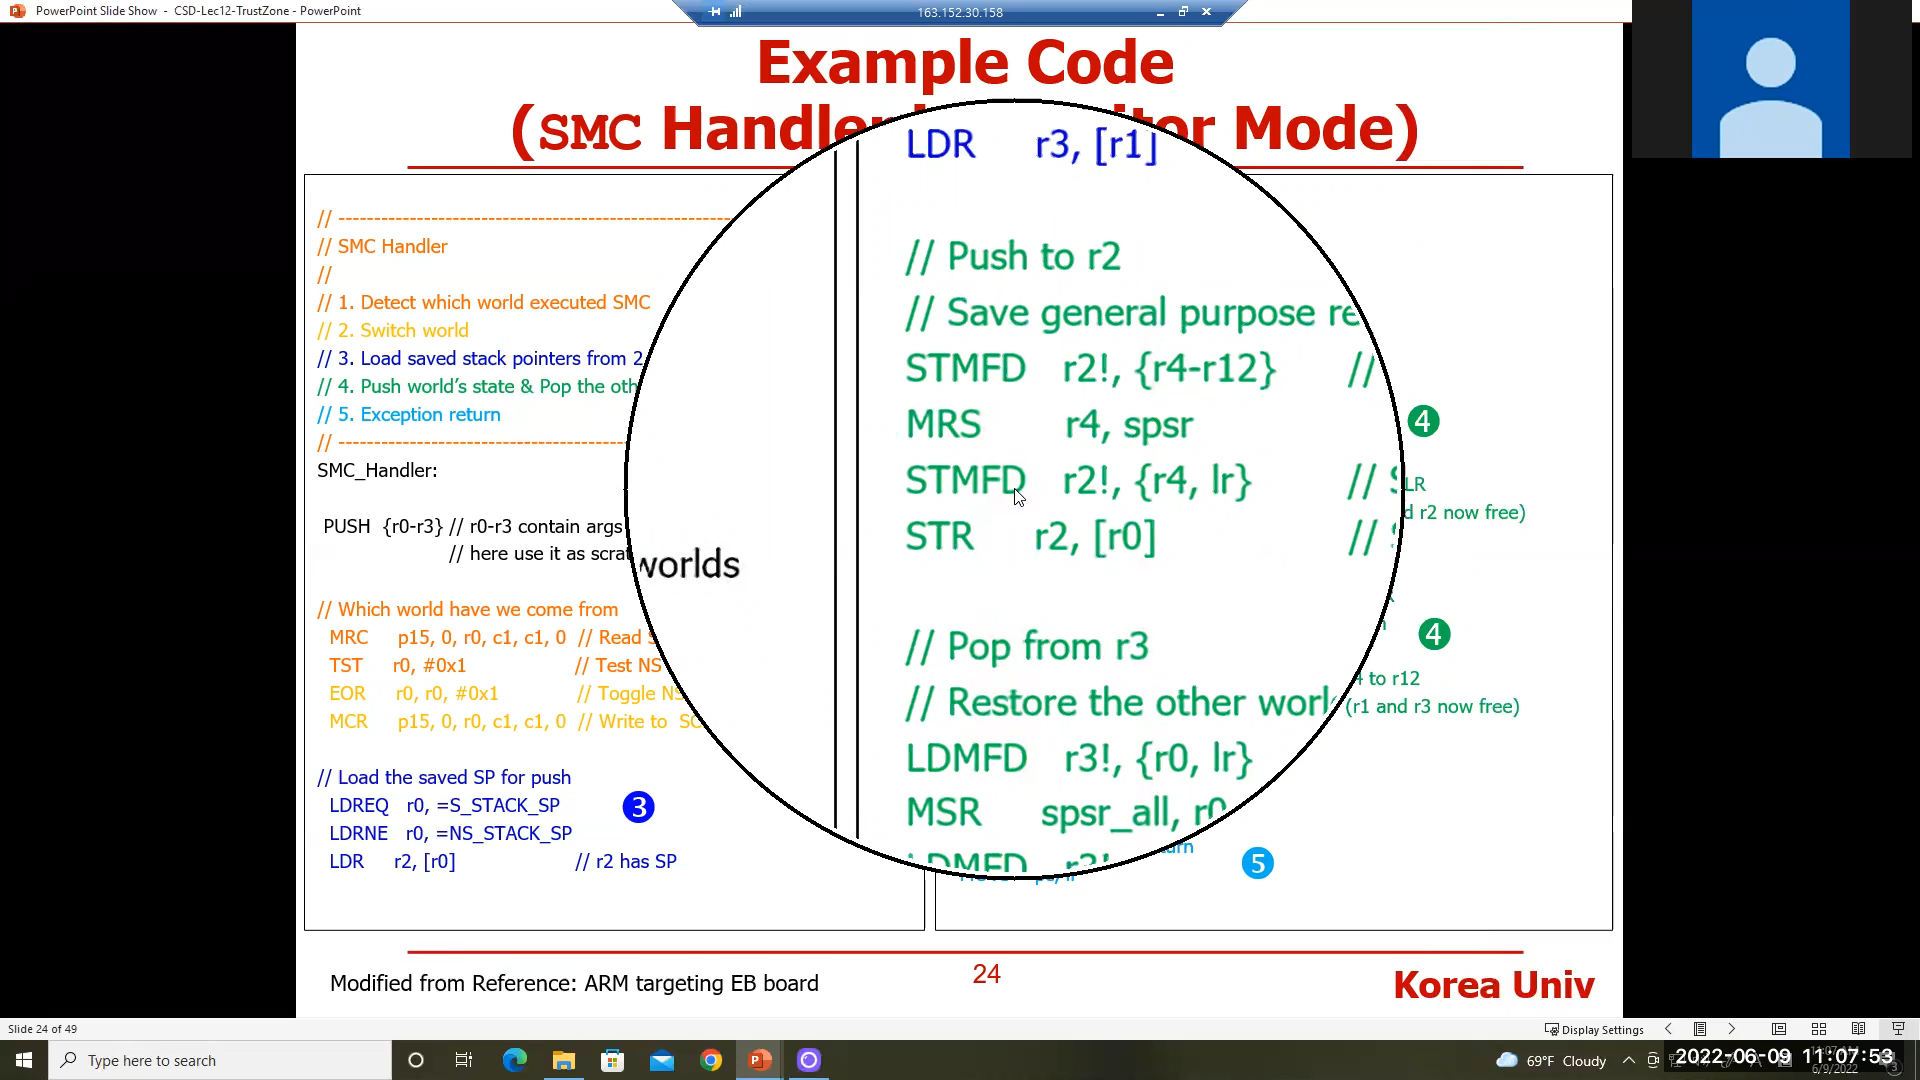 PowerPoint Slide Show - CSD-Lec12-TrustZone - PowerPoint
163.152.30.158
Example Code
(SMC Handler Mode)
// SMC Handler
//
// 1. Detect which world executed SMC
// 2. Switch world
// 3. Load saved stack pointers from 2
// 4. Push world's state & Pop the
// 5. Exception return
//
SMC_Handler:
PUSH {r0-r3} // r0-r3 contain args
// here use it as
worlds
// Which world have we come from
MRC p15, 0, r0, c1, c1, 0 // Read
TST r0, #0x1 // Test NS
EOR r0, r0, #0x1 // Toggle
MCR p15, 0, r0, c1, c1, 0 // Write to
// Load the saved SP for push
LDREQ r0, =S_STACK_SP
LDRNE r0, =NS_STACK_SP
LDR r2, [r0] // r2 has SP
3
LDR r3, [r1]
// Push to r2
// Save general purpose
STMFD r2!, {r4-r12} //
MRS r4, spsr
4
STMFD r2!, {r4, lr} // LR
STR r2, [r0] // r2 now free)
// Pop from r3
4
// Restore the other
LDMFD r3!, {r0, lr}
MSR spsr_all, r0
to r12
(r1 and r3 now free)
LDMFD
5
24
Modified from Reference: ARM targeting EB board
Korea Univ
Slide 24 of 49
Display Settings
Type here to search
69°F Cloudy
2022-06-09 11:07:53
6/9/2022